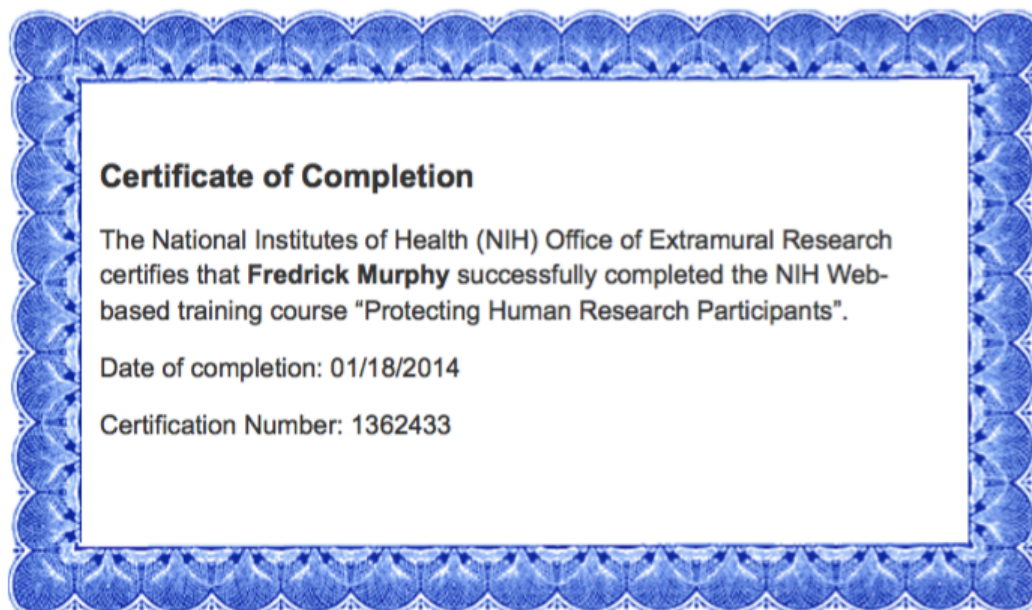 Certificate of Completion
The National Institutes of Health (NIH) Office of Extramural Research
certifies that Fredrick Murphy successfully completed the NIH Web-
based training course “Protecting Human Research Participants”.
Date of completion: 01/18/2014
Certification Number: 1362433